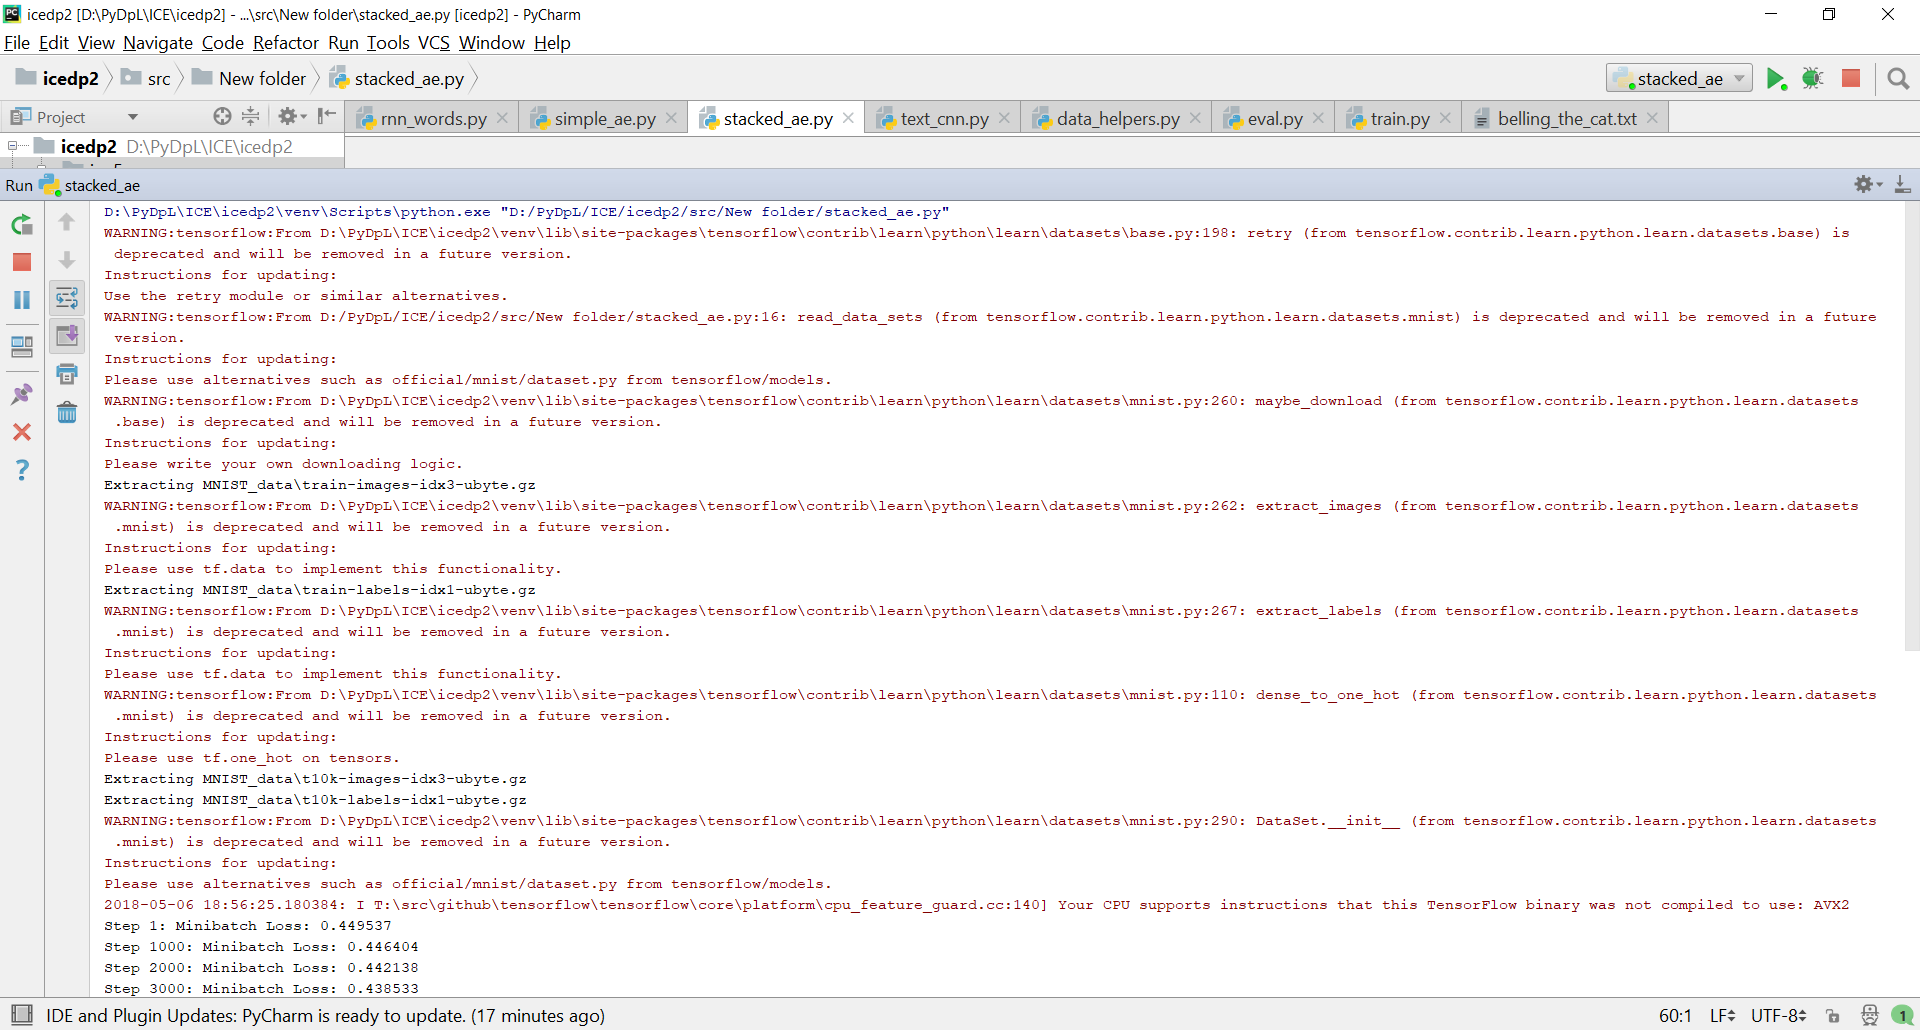 icedp2 [D:\PyDpL\ICE\icedp2] - ...\src\New folder\stacked_ae.py [icedp2] - PyCharm
File Edit View Navigate Code Refactor Run Tools VCS Window Help
icedp2 src New folder stacked_ae.py stacked_ae
Project rnn_words.py simple_ae.py stacked_ae.py text_cnn.py data_helpers.py eval.py train.py belling_the_cat.txt
icedp2 D:\PyDpL\ICE\icedp2
Run stacked_ae
D:\PyDpL\ICE\icedp2\venv\Scripts\python.exe "D:/PyDpL/ICE/icedp2/src/New folder/stacked_ae.py"
WARNING:tensorflow:From D:\PyDpL\ICE\icedp2\venv\lib\site-packages\tensorflow\contrib\learn\python\learn\datasets\base.py:198: retry (from tensorflow.contrib.learn.python.learn.datasets.base) is
deprecated and will be removed in a future version.
Instructions for updating:
Use the retry module or similar alternatives.
WARNING:tensorflow:From D:/PyDpL/ICE/icedp2/src/New folder/stacked_ae.py:16: read_data_sets (from tensorflow.contrib.learn.python.learn.datasets.mnist) is deprecated and will be removed in a future
version.
Instructions for updating:
Please use alternatives such as official/mnist/dataset.py from tensorflow/models.
WARNING:tensorflow:From D:\PyDpL\ICE\icedp2\venv\lib\site-packages\tensorflow\contrib\learn\python\learn\datasets\mnist.py:260: maybe_download (from tensorflow.contrib.learn.python.learn.datasets
.base) is deprecated and will be removed in a future version.
Instructions for updating:
Please write your own downloading logic.
Extracting MNIST_data\train-images-idx3-ubyte.gz
WARNING:tensorflow:From D:\PyDpL\ICE\icedp2\venv\lib\site-packages\tensorflow\contrib\learn\python\learn\datasets\mnist.py:262: extract_images (from tensorflow.contrib.learn.python.learn.datasets
.mnist) is deprecated and will be removed in a future version.
Instructions for updating:
Please use tf.data to implement this functionality.
Extracting MNIST_data\train-labels-idx1-ubyte.gz
WARNING:tensorflow:From D:\PyDpL\ICE\icedp2\venv\lib\site-packages\tensorflow\contrib\learn\python\learn\datasets\mnist.py:267: extract_labels (from tensorflow.contrib.learn.python.learn.datasets
.mnist) is deprecated and will be removed in a future version.
Instructions for updating:
Please use tf.data to implement this functionality.
WARNING:tensorflow:From D:\PyDpL\ICE\icedp2\venv\lib\site-packages\tensorflow\contrib\learn\python\learn\datasets\mnist.py:110: dense_to_one_hot (from tensorflow.contrib.learn.python.learn.datasets
.mnist) is deprecated and will be removed in a future version.
Instructions for updating:
Please use tf.one_hot on tensors.
Extracting MNIST_data\t10k-images-idx3-ubyte.gz
Extracting MNIST_data\t10k-labels-idx1-ubyte.gz
WARNING:tensorflow:From D:\PyDpL\ICE\icedp2\venv\lib\site-packages\tensorflow\contrib\learn\python\learn\datasets\mnist.py:290: DataSet.__init__ (from tensorflow.contrib.learn.python.learn.datasets
.mnist) is deprecated and will be removed in a future version.
Instructions for updating:
Please use alternatives such as official/mnist/dataset.py from tensorflow/models.
2018-05-06 18:56:25.180384: I T:\src\github\tensorflow\tensorflow\core\platform\cpu_feature_guard.cc:140] Your CPU supports instructions that this TensorFlow binary was not compiled to use: AVX2
Step 1: Minibatch Loss: 0.449537
Step 1000: Minibatch Loss: 0.446404
Step 2000: Minibatch Loss: 0.442138
Step 3000: Minibatch Loss: 0.438533
IDE and Plugin Updates: PyCharm is ready to update. (17 minutes ago) 60:1 LF UTF-8 1